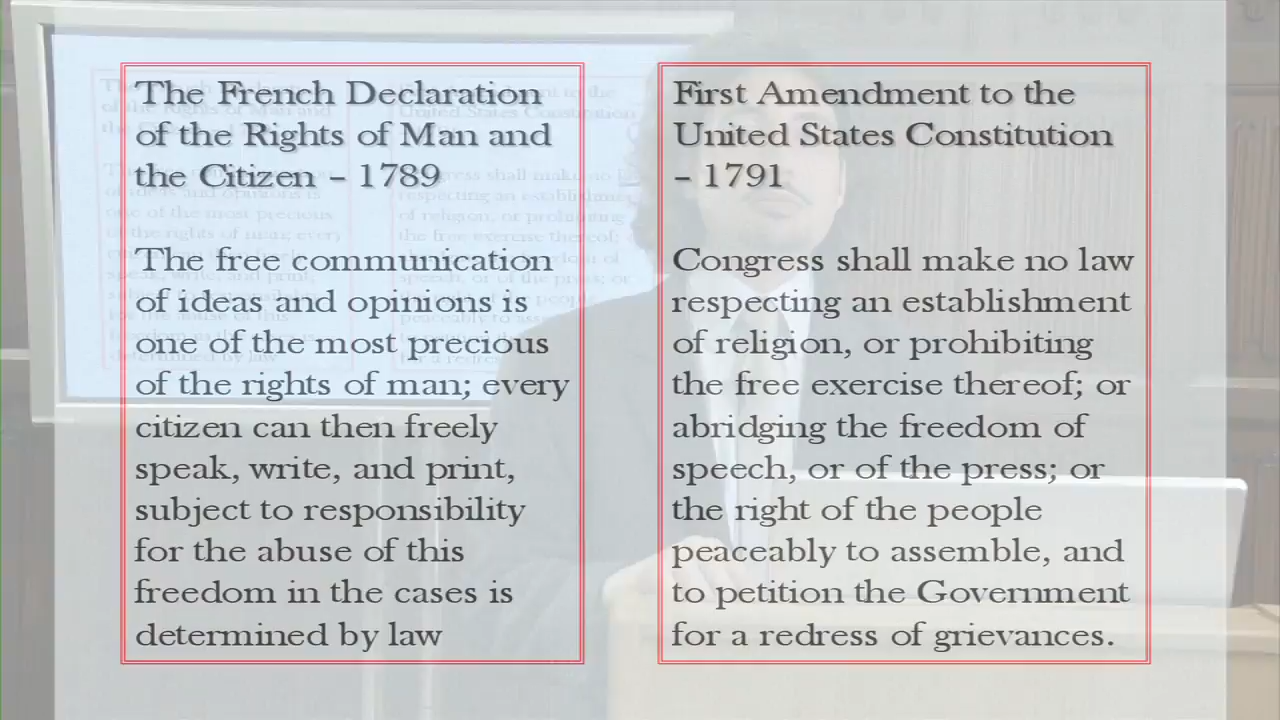 The French Declaration
of the Rights of Man and
the Citizen – 1789
The free communication
of ideas and opinions is
one of the most precious
of the rights of man; every
citizen can then freely
speak, write, and print,
subject to responsibility
for the abuse of this
freedom in the cases is
determined by law
First Amendment to the
United States Constitution
– 1791
Congress shall make no law
respecting an establishment
of religion, or prohibiting
the free exercise thereof; or
abridging the freedom of
speech, or of the press; or
the right of the people
peaceably to assemble, and
to petition the Government
for a redress of grievances.